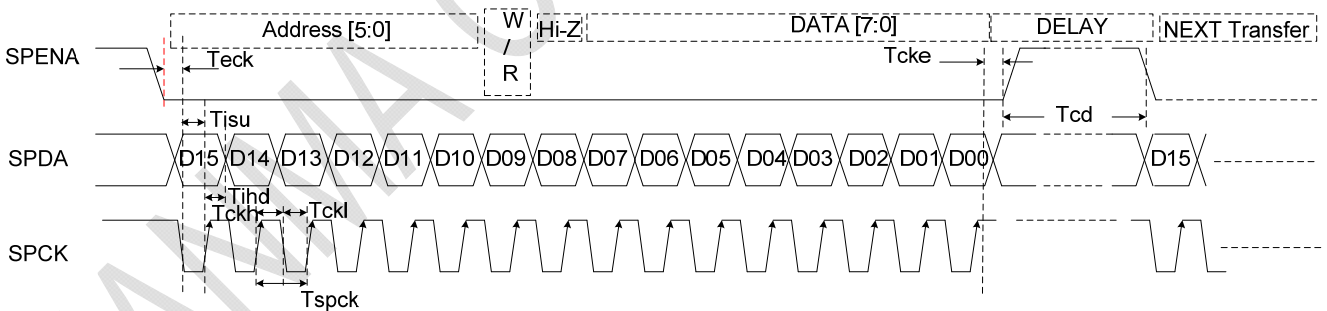 Address [5:0]
W
/
R
Hi-Z
DATA [7:0]
DELAY
NEXT Transfer
SPENA
Teck
Tcke
Tcd
Tisu
SPDA
D15 D14 D13 D12 D11 D10 D09 D08 D07 D06 D05 D04 D03 D02 D01 D00 D15
Tihd
Tckh
Tckl
SPCK
Tspck